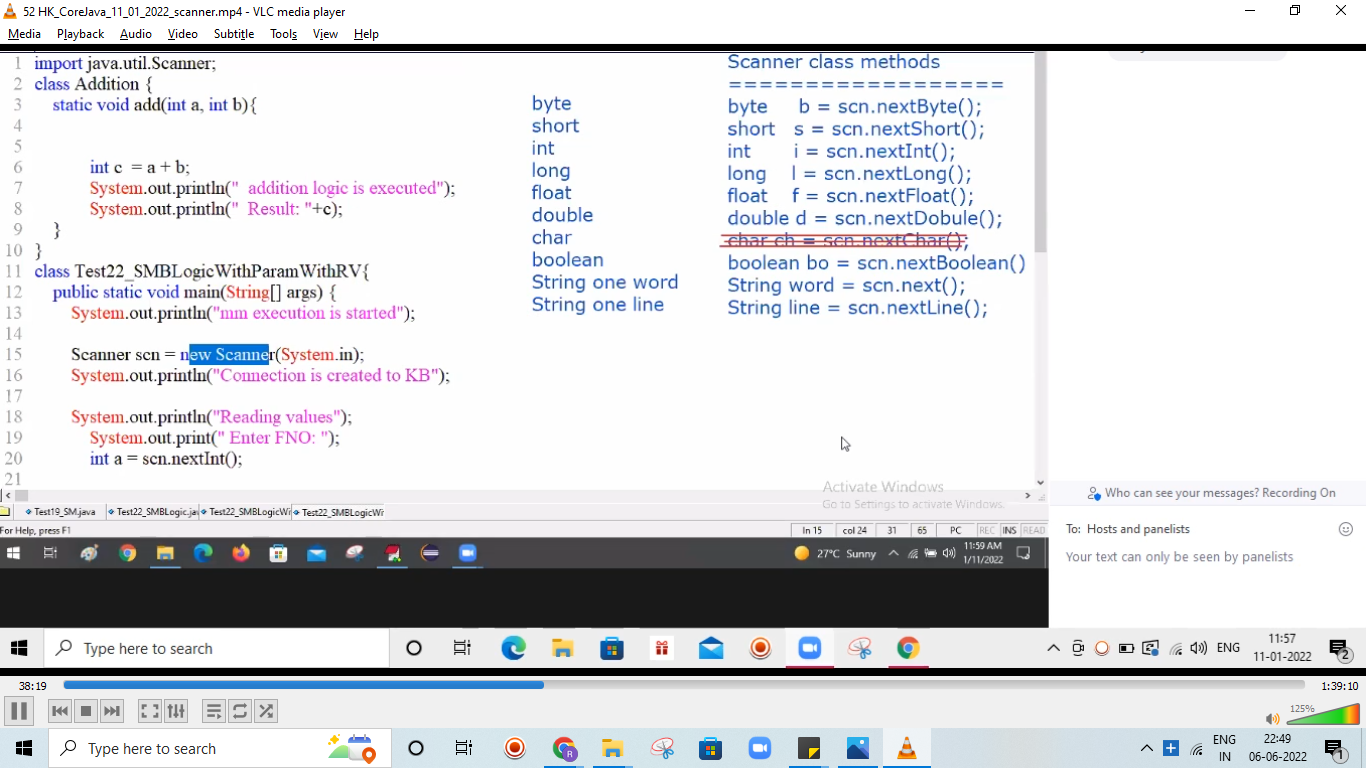 52 HK_CoreJava_11_01_2022_scanner.mp4 - VLC media player
Media Playback Audio Video Subtitle Tools View Help
1 import java.util.Scanner;
2 class Addition {
3 static void add(int a, int b){
4
5
6 int c = a + b;
7 System.out.println(" addition logic is executed");
8 System.out.println(" Result: "+c);
9 }
10 }
11 class Test22_SMBLogicWithParamWithRV{
12 public static void main(String[] args) {
13 System.out.println("mm execution is started");
14
15 Scanner scn = new Scanner(System.in);
16 System.out.println("Connection is created to KB");
17
18 System.out.println("Reading values");
19 System.out.print(" Enter FNO: ");
20 int a = scn.nextInt();
21
byte
short
int
long
float
double
char
boolean
String one word
String one line
Scanner class methods
==================
byte b = scn.nextByte();
short s = scn.nextShort();
int i = scn.nextInt();
long l = scn.nextLong();
float f = scn.nextFloat();
double d = scn.nextDobule();
char ch = scn.nextChar();
boolean bo = scn.nextBoolean()
String word = scn.next();
String line = scn.nextLine();
Activate Windows
Go to Settings to activate Windows.
Test19_SM.java Test22_SMBLogic.ja Test22_SMBLogicWi Test22_SMBLogicWi
For Help, press F1
ln 15 col 24 31 65 PC REC INS READ
27°C Sunny
11:59 AM
1/11/2022
Who can see your messages? Recording On
To: Hosts and panelists
Your text can only be seen by panelists
Type here to search
ENG
11:57
11-01-2022
2
38:19
1:39:10
125%
Type here to search
ENG
IN
22:49
06-06-2022
1